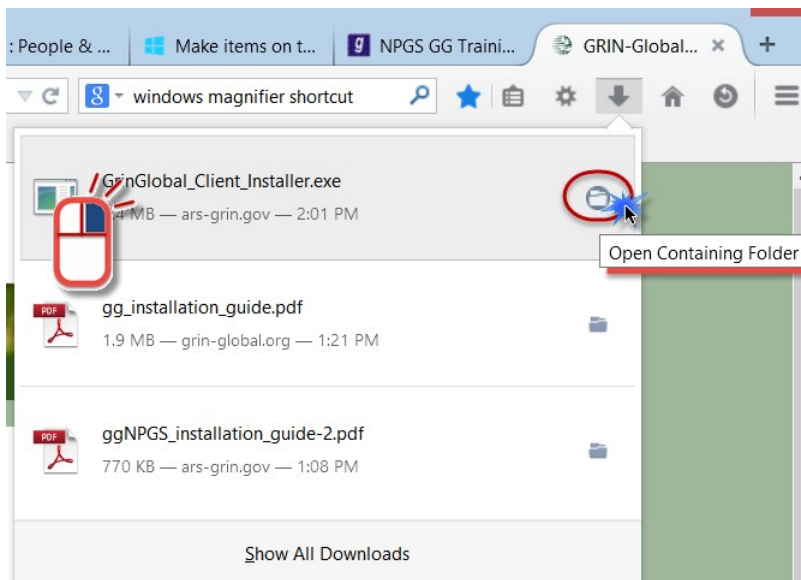 : People & ...
Make items on t...
NPGS GG Traini...
GRIN-Global...
windows magnifier shortcut
GrinGlobal_Client_Installer.exe
MB — ars-grin.gov — 2:01 PM
Open Containing Folder
PDF
gg_installation_guide.pdf
1.9 MB — grin-global.org — 1:21 PM
PDF
ggNPGS_installation_guide-2.pdf
770 KB — ars-grin.gov — 1:08 PM
Show All Downloads